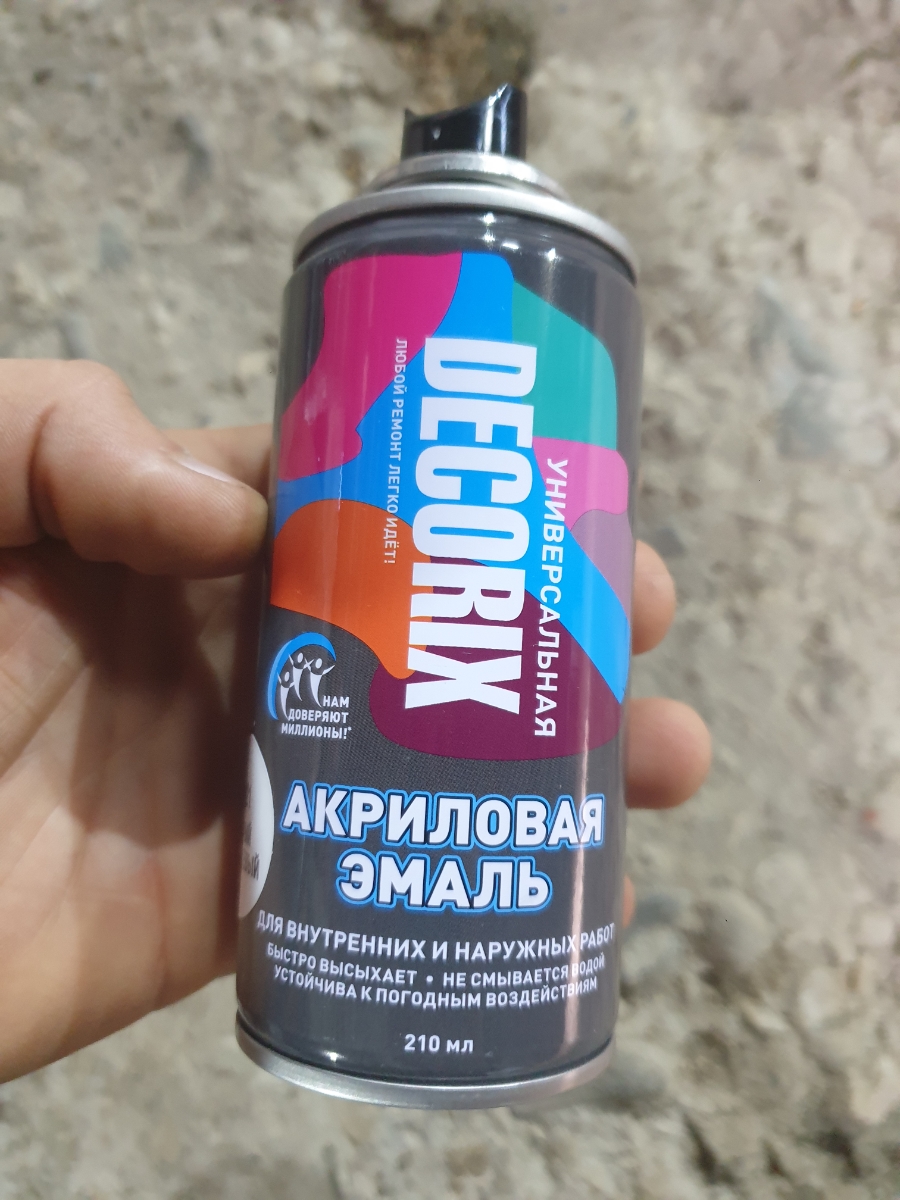 DECORIX
УНИВЕРСАЛЬНАЯ
ЛЮБОЙ РЕМОНТ ЛЕГКО ИДЁТ!
НАМ
ДОВЕРЯЮТ
МИЛЛИОНЫ!*
АКРИЛОВАЯ
ЭМАЛЬ
ДЛЯ ВНУТРЕННИХ И НАРУЖНЫХ РАБОТ
БЫСТРО ВЫСЫХАЕТ • НЕ СМЫВАЕТСЯ ВОДОЙ
УСТОЙЧИВА К ПОГОДНЫМ ВОЗДЕЙСТВИЯМ
210 мл